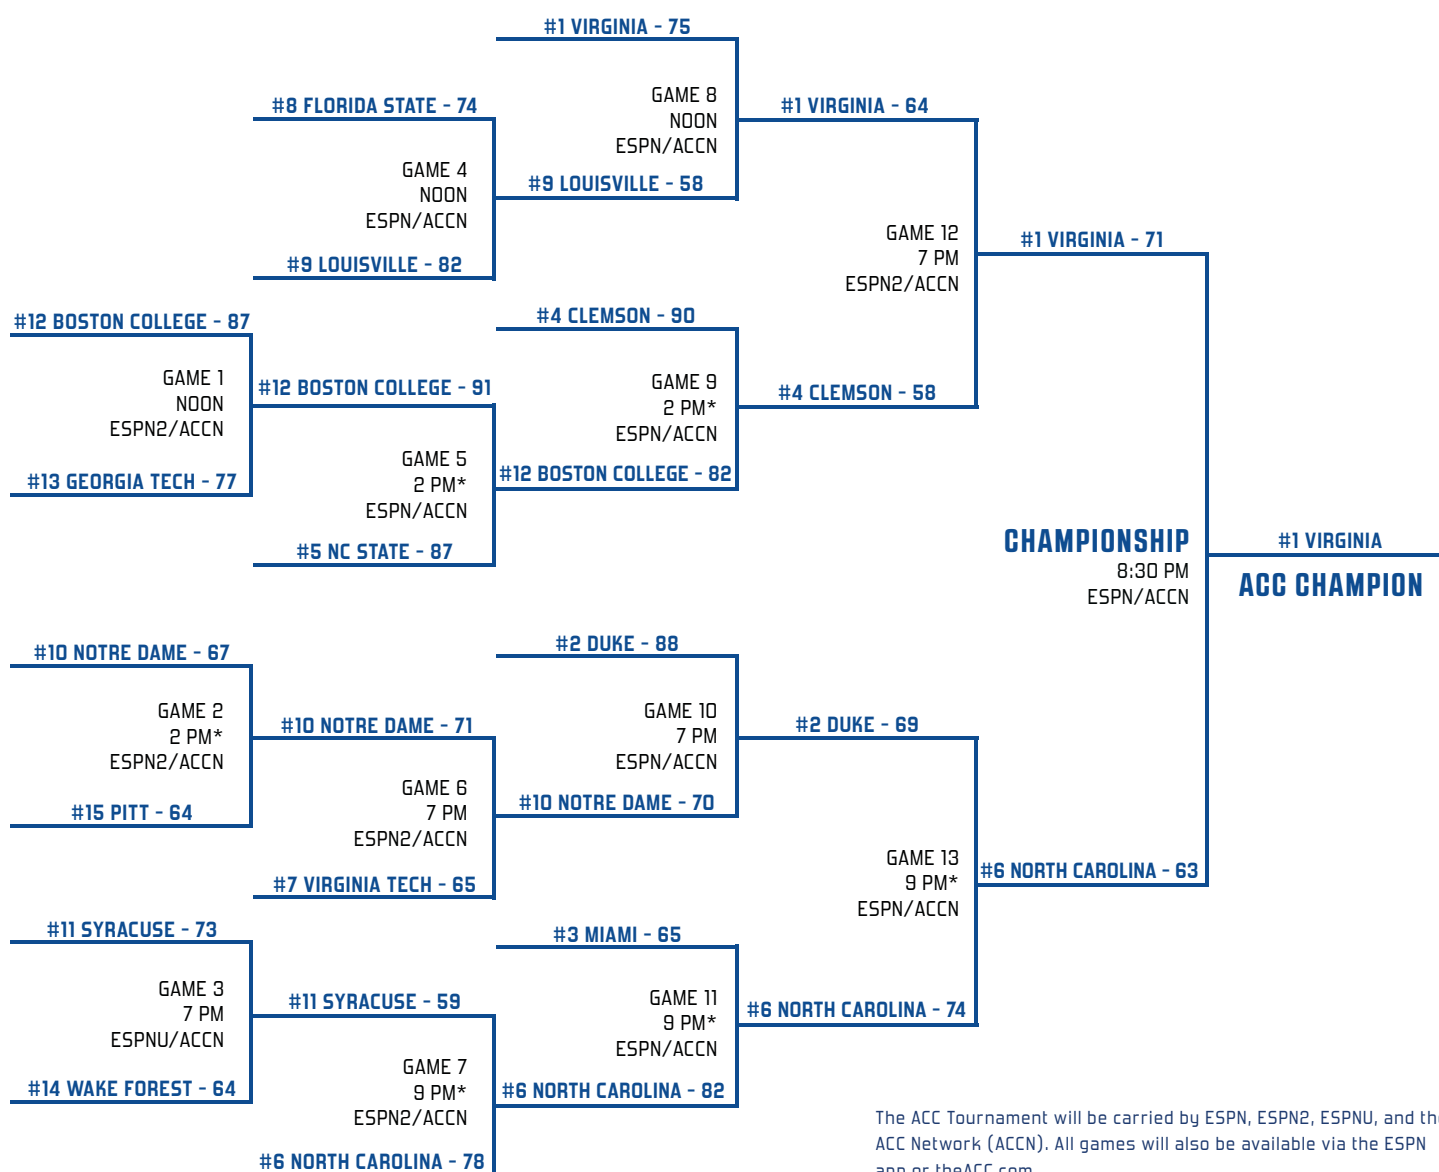 #1 VIRGINIA - 75
#8 FLORIDA STATE - 74
GAME 8
NOON
ESPN/ACCN
#1 VIRGINIA - 64
GAME 4
NOON
ESPN/ACCN
#9 LOUISVILLE - 58
#9 LOUISVILLE - 82
GAME 12
7 PM
ESPN2/ACCN
#1 VIRGINIA - 71
#12 BOSTON COLLEGE - 87
GAME 1
NOON
ESPN2/ACCN
#13 GEORGIA TECH - 77
#12 BOSTON COLLEGE - 91
GAME 5
2 PM*
ESPN/ACCN
#5 NC STATE - 87
#4 CLEMSON - 90
GAME 9
2 PM*
ESPN/ACCN
#12 BOSTON COLLEGE - 82
#4 CLEMSON - 58
CHAMPIONSHIP
8:30 PM
ESPN/ACCN
#1 VIRGINIA
ACC CHAMPION
#10 NOTRE DAME - 67
GAME 2
2 PM*
ESPN2/ACCN
#15 PITT - 64
#10 NOTRE DAME - 71
GAME 6
7 PM
ESPN2/ACCN
#7 VIRGINIA TECH - 65
#2 DUKE - 88
GAME 10
7 PM
ESPN/ACCN
#10 NOTRE DAME - 70
#2 DUKE - 69
GAME 13
9 PM*
ESPN/ACCN
#6 NORTH CAROLINA - 63
#11 SYRACUSE - 73
GAME 3
7 PM
ESPNU/ACCN
#14 WAKE FOREST - 64
#11 SYRACUSE - 59
GAME 7
9 PM*
ESPN2/ACCN
#6 NORTH CAROLINA - 78
#3 MIAMI - 65
GAME 11
9 PM*
ESPN/ACCN
#6 NORTH CAROLINA - 82
#6 NORTH CAROLINA - 74
The ACC Tournament will be carried by ESPN, ESPN2, ESPNU, and the
ACC Network (ACCN). All games will also be available via the ESPN
app or theACC.com